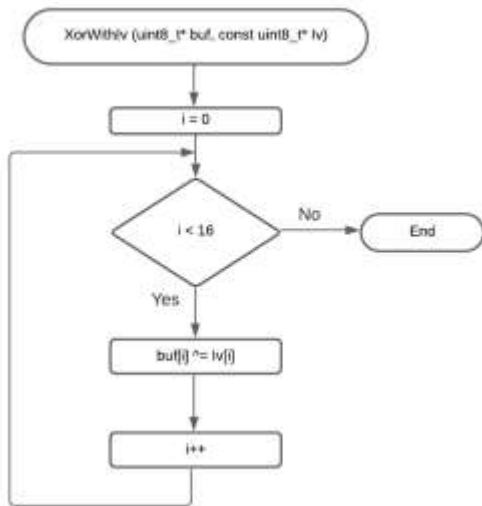 XorWithIv (uint8_t* buf, const uint8_t* Iv)
i = 0
i < 16
No
End
Yes
buf[i] ^= Iv[i]
i++